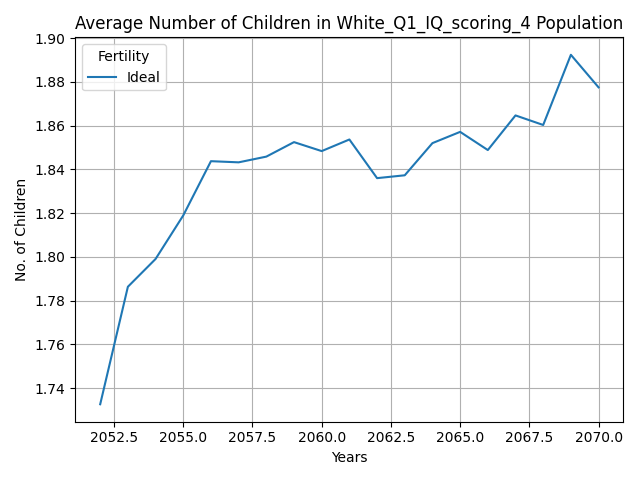 Average Number of Children in White_Q1_IQ_scoring_4 Population
Fertility
Ideal
No. of Children
1.90
1.88
1.86
1.84
1.82
1.80
1.78
1.76
1.74
2052.5 2055.0 2057.5 2060.0 2062.5 2065.0 2067.5 2070.0
Years